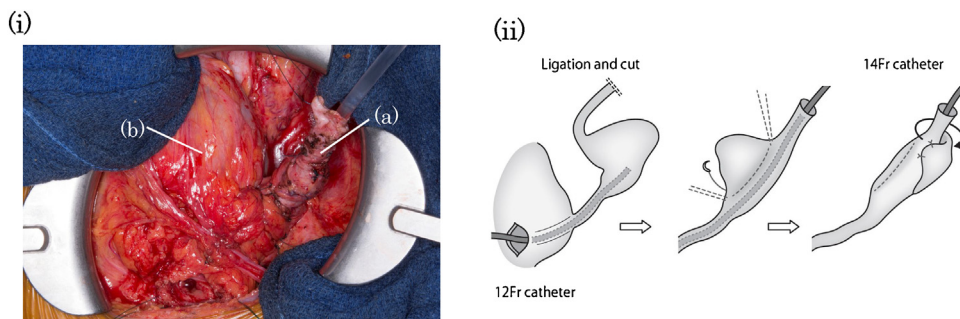 (i)
(ii)
Ligation and cut
14Fr catheter
(b)
(a)
12Fr catheter